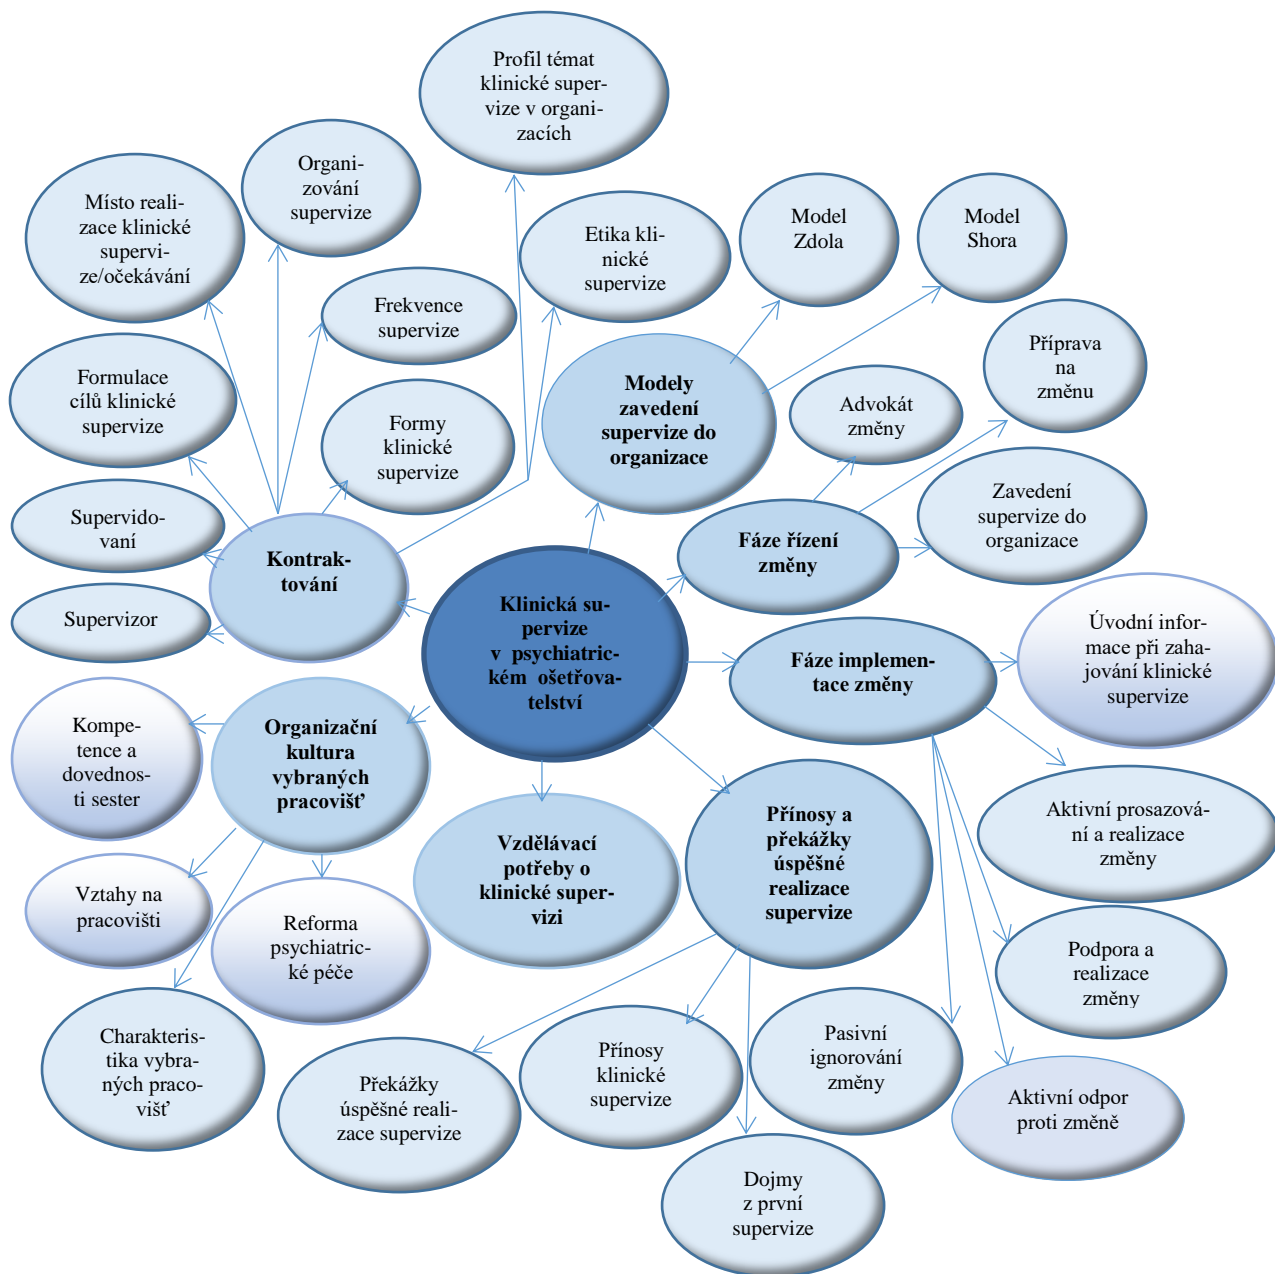 Profil témat
klinické super-
vize v organi-
zacích
Organi-
zování
supervize
Místo reali-
zace klinické
supervi-
ze/očekávání
Etika kli-
nické
supervize
Model
Zdola
Model
Shora
Frekvence
supervize
Formulace
cílů klinické
supervize
Formy
klinické
supervize
Modely
zavedení
supervize do
organizace
Advokát
změny
Příprava
na
změnu
Supervido-
vaní
Kontrak-
tování
Fáze řízení
změny
Zavedení
supervize do
organizace
Supervizor
Klinická su-
pervize
v psychiatric-
kém ošetřova-
telství
Fáze implemen-
tace změny
Úvodní infor-
mace při zaha-
jování klinické
supervize
Kompe-
tence a
dovednos-
ti sester
Organizační
kultura
vybraných
pracovišť
Vzdělávací
potřeby o
klinické super-
vizi
Přínosy a
překážky
úspěšné
realizace
supervize
Aktivní prosazová-
ní a realizace
změny
Vztahy na
pracovišti
Reforma
psychiatric-
ké péče
Podpora a
realizace
změny
Charakteris-
tika vybra-
ných praco-
višť
Překážky
úspěšné reali-
zace supervize
Přínosy
klinické
supervize
Pasivní
ignorování
změny
Aktivní odpor
proti změně
Dojmy
z první
supervize